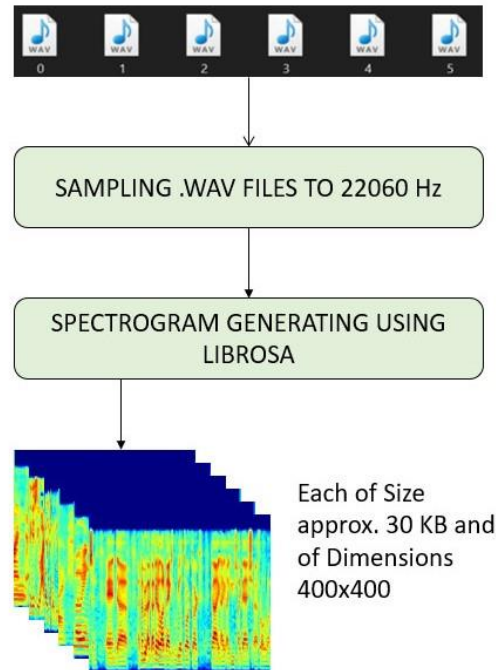 WAV WAV WAV WAV WAV WAV
0 1 2 3 4 5
SAMPLING .WAV FILES TO 22060 Hz
SPECTROGRAM GENERATING USING
LIBROSA
Each of Size
approx. 30 KB and
of Dimensions
400x400